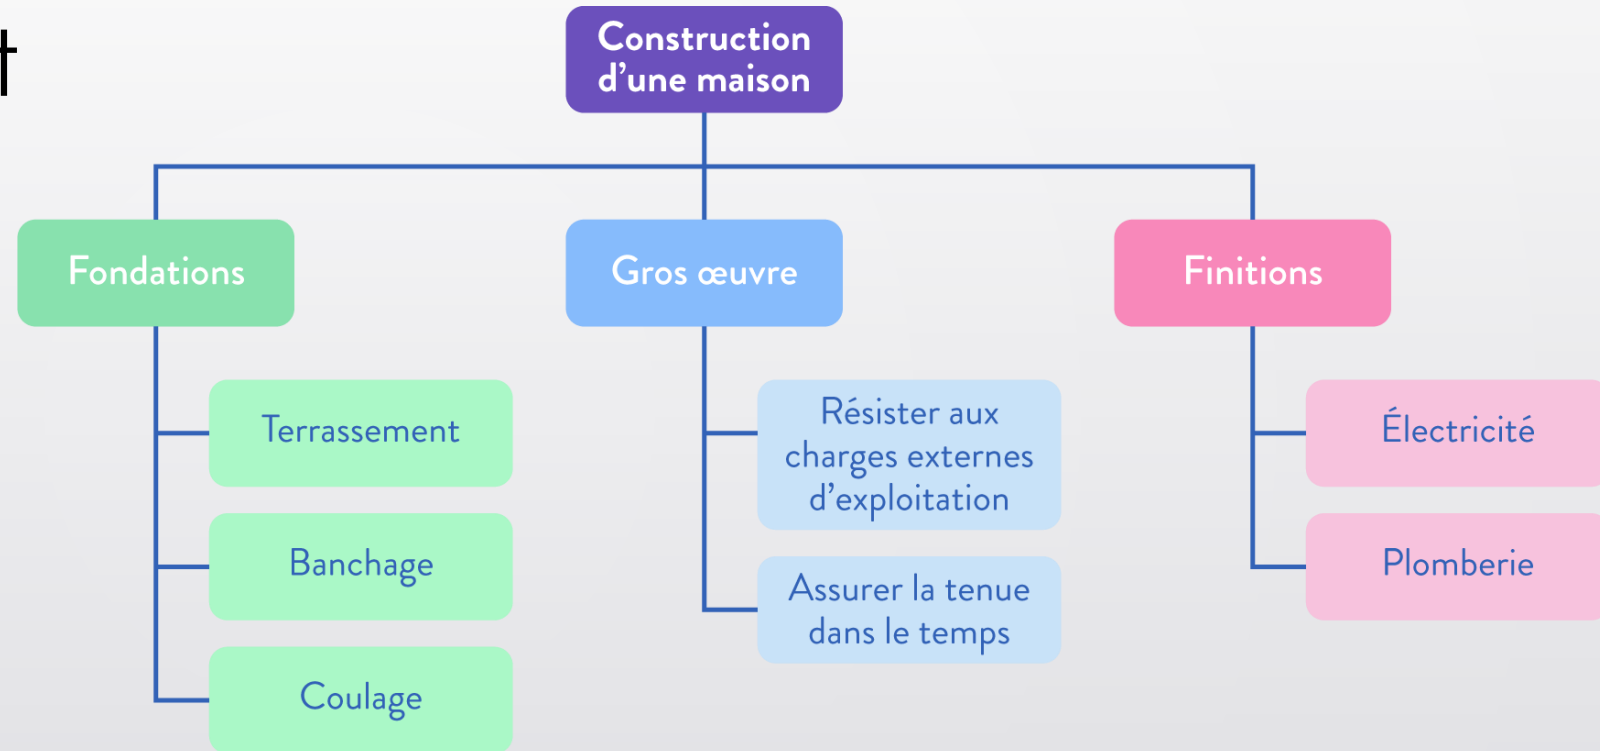 t
Construction
d’une maison
Fondations
Gros œuvre
Finitions
Terrassement
Banchage
Coulage
Résister aux
charges externes
d’exploitation
Assurer la tenue
dans le temps
Électricité
Plomberie